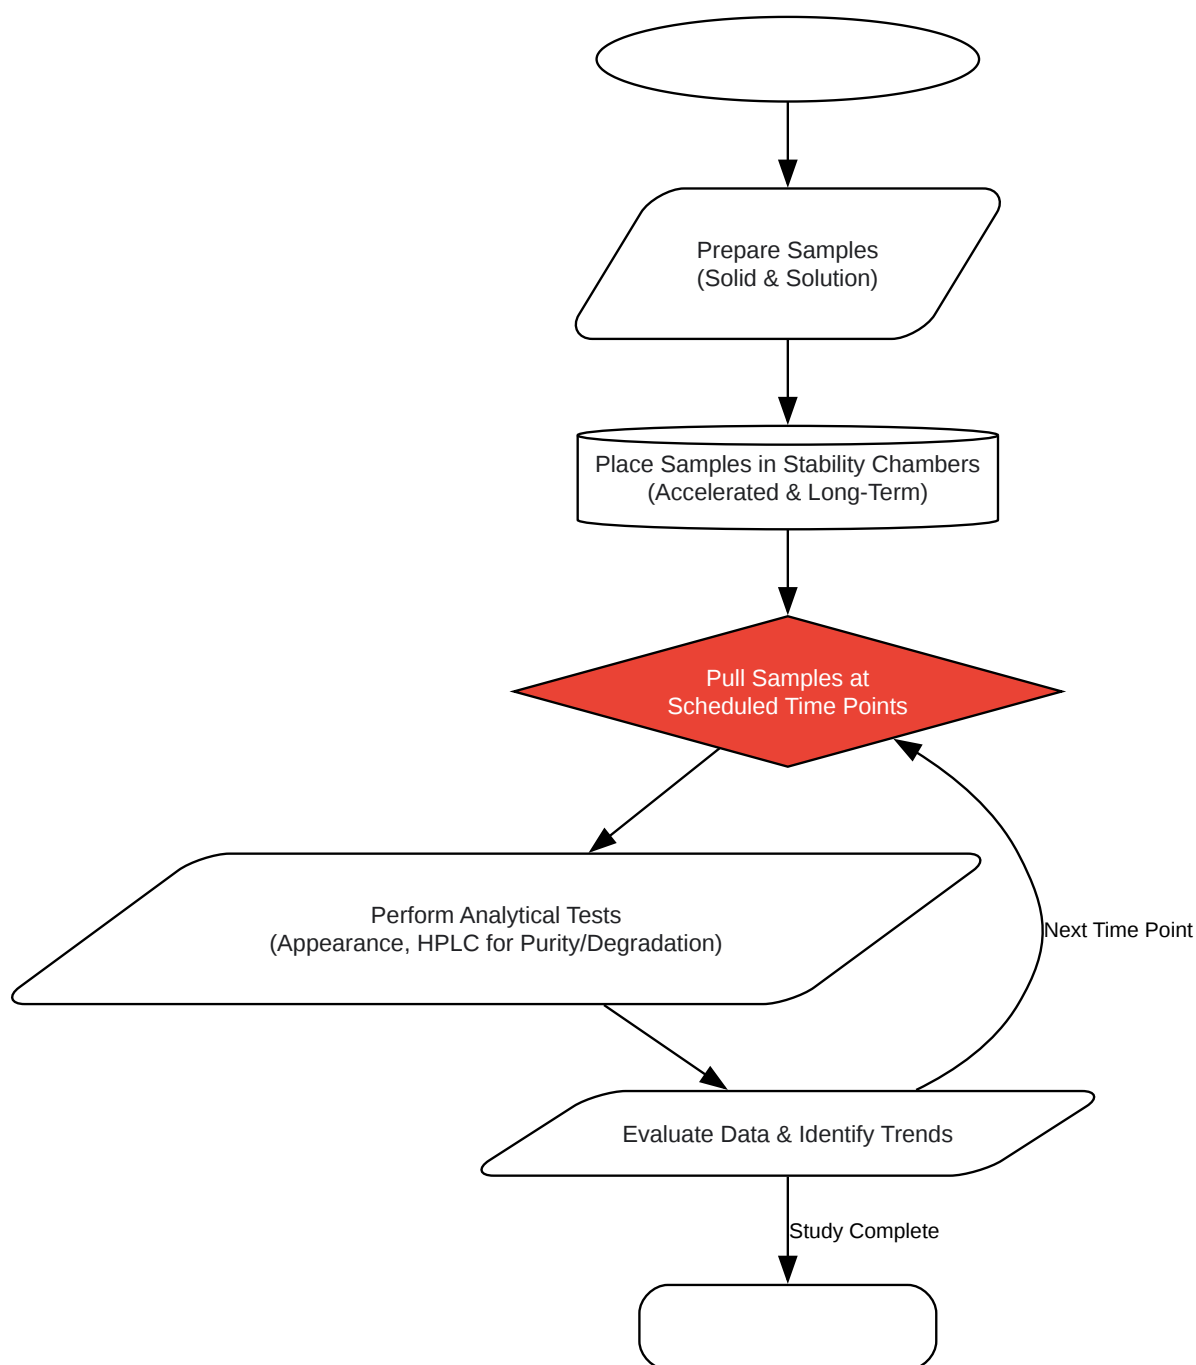 Prepare Samples
(Solid & Solution)
Place Samples in Stability Chambers
(Accelerated & Long-Term)
Pull Samples at
Scheduled Time Points
Perform Analytical Tests
(Appearance, HPLC for Purity/Degradation)
Next Time Point
Evaluate Data & Identify Trends
Study Complete